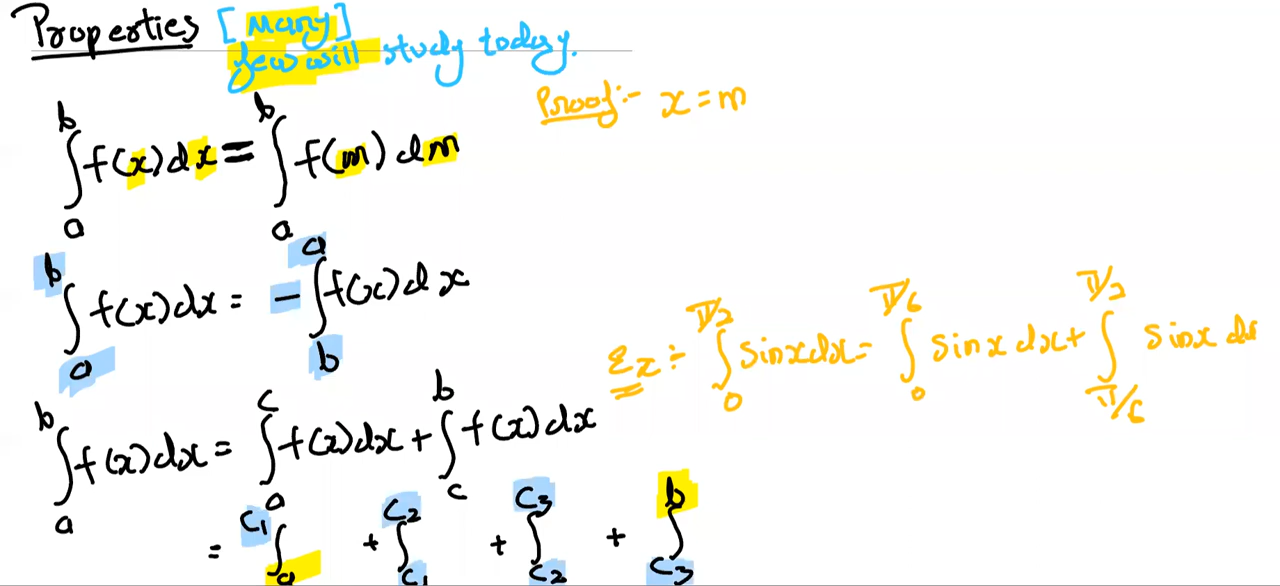 Properties [Many]
few will study today.
Proof:- x = m
∫_a^b f(x)dx = ∫_a^b f(m)dm
∫_a^b f(x)dx = -∫_b^a f(x)dx
Ex ÷ ∫_0^{π/2} sinxdx = ∫_0^{π/6} sinx dx + ∫_{π/6}^{π/2} sinx dx
∫_a^b f(x)dx = ∫_a^c f(x)dx + ∫_c^b f(x)dx
= ∫_a^{C1} + ∫_{C1}^{C2} + ∫_{C2}^{C3} + ∫_{C3}^b